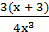 3(x + 3)
4x³